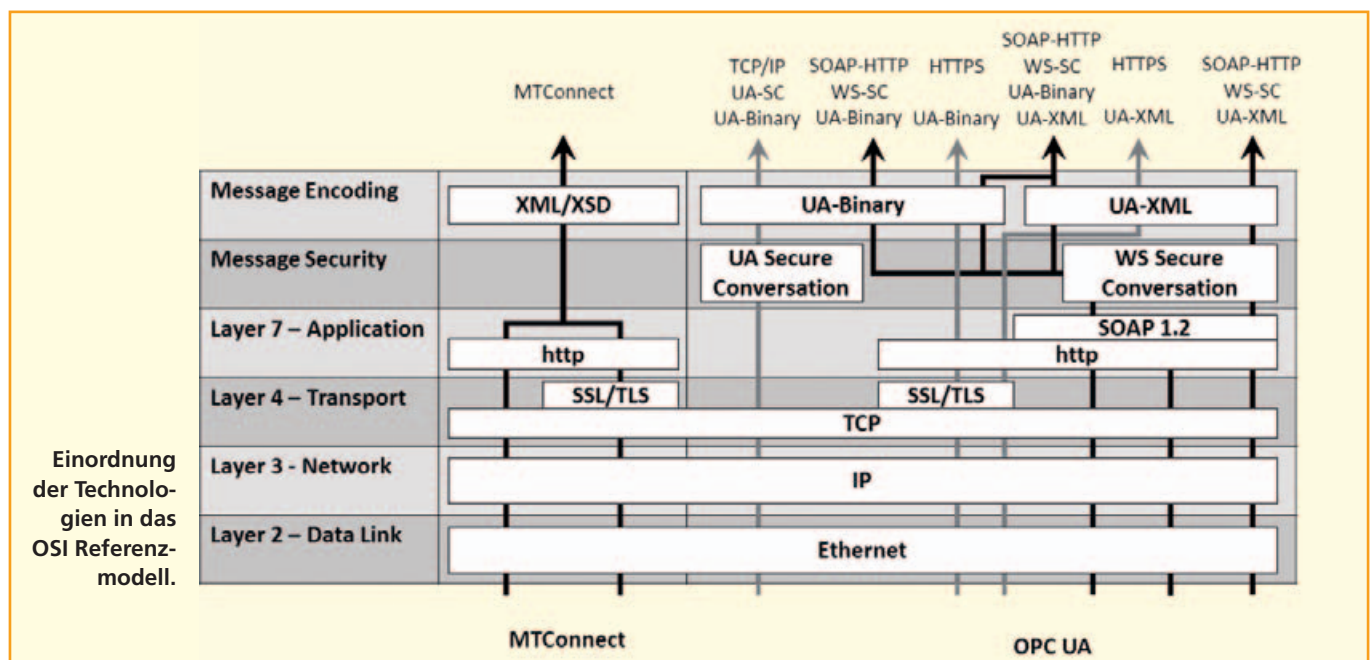 MTConnect
TCP/IP
UA-SC
UA-Binary
SOAP-HTTP
WS-SC
UA-Binary
HTTPS
UA-Binary
SOAP-HTTP
WS-SC
UA-Binary
UA-XML
HTTPS
UA-XML
SOAP-HTTP
WS-SC
UA-XML
Message Encoding
XML/XSD
UA-Binary
UA-XML
Message Security
UA Secure
Conversation
WS Secure
Conversation
Layer 7 – Application
SOAP 1.2
http
http
Layer 4 – Transport
SSL/TLS
SSL/TLS
TCP
Layer 3 - Network
IP
Layer 2 – Data Link
Ethernet
MTConnect
OPC UA
Einordnung
der Technolo-
gien in das
OSI Referenz-
modell.